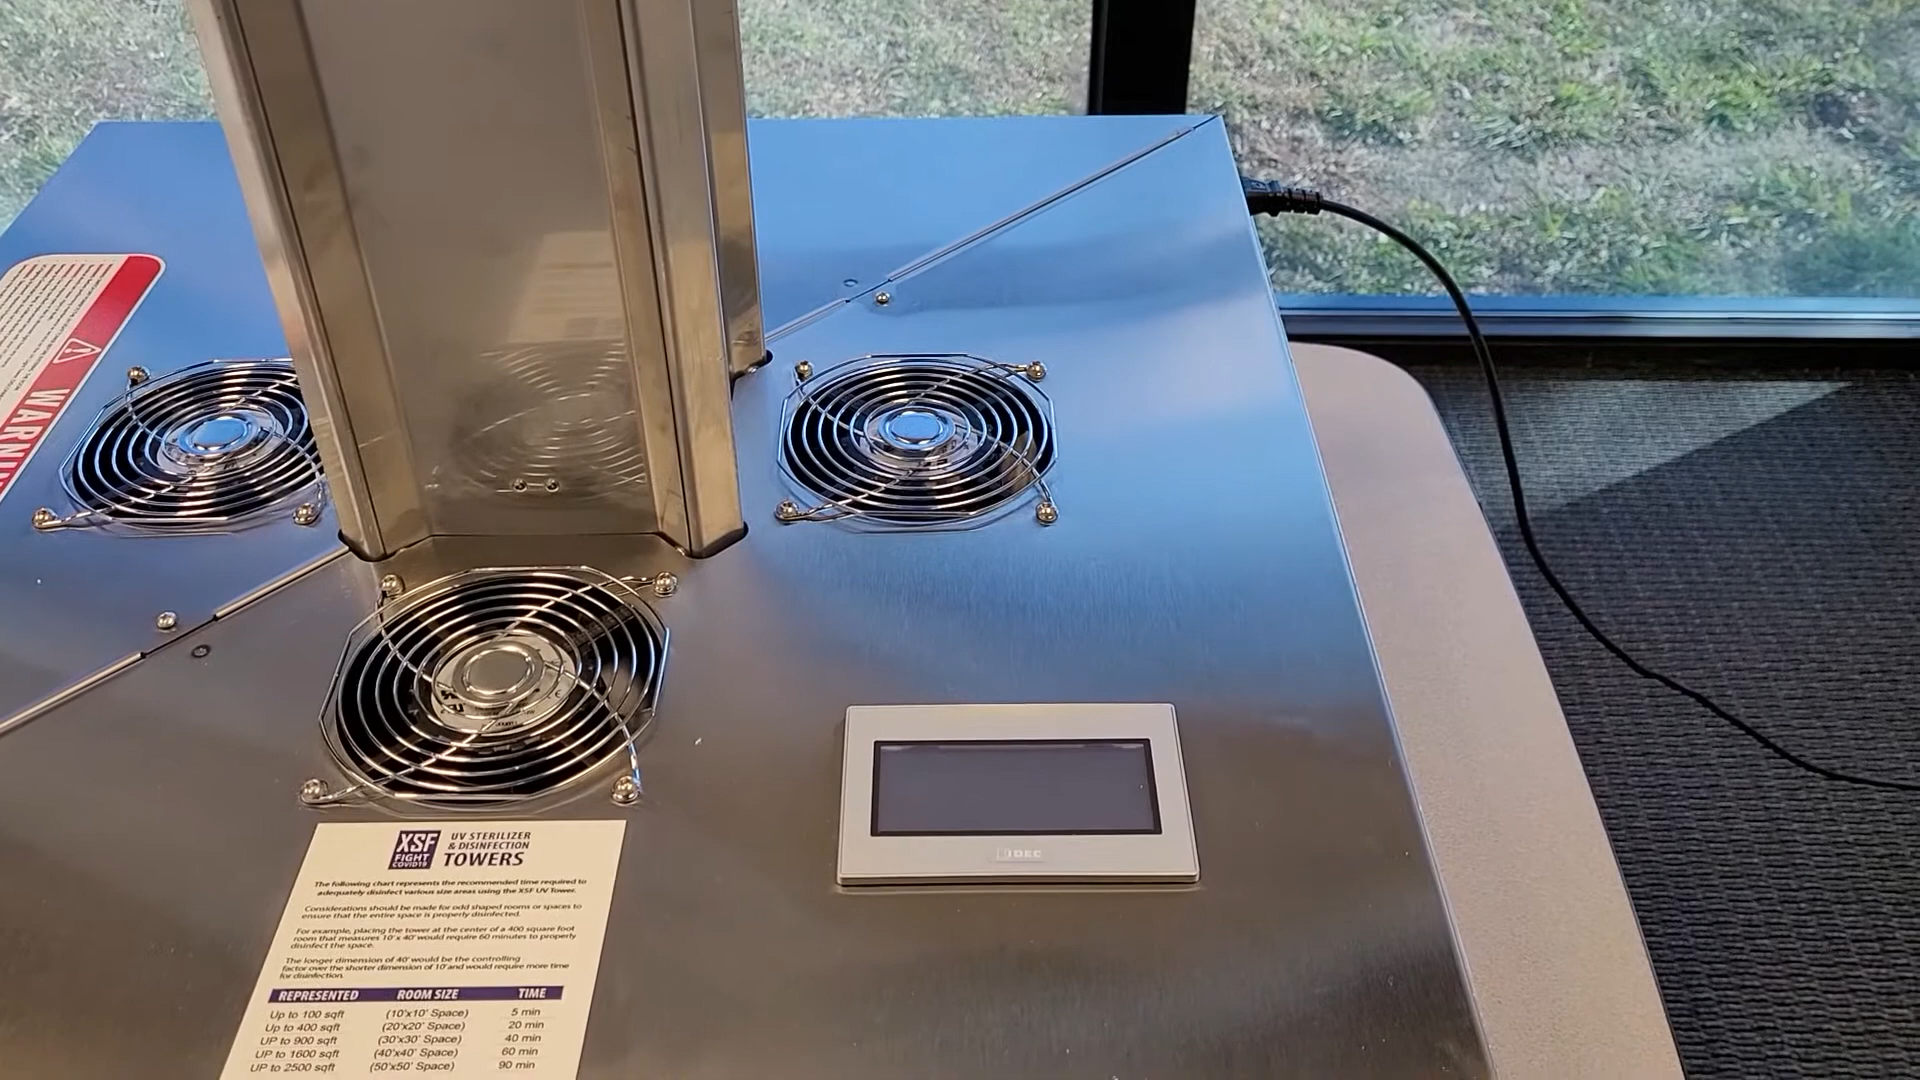 WARNI
XSF
FIGHT
COVID19
UV STERILIZER
& DISINFECTION
TOWERS
The following chart represents the recommended time required to
adequately disinfect various size areas using the XSF UV Tower.
Considerations should be made for odd shaped rooms or spaces to
ensure that the entire space is properly disinfected.
For example, placing the tower at the center of a 400 square foot
room that measures 10' x 40' would require 60 minutes to properly
disinfect the space.
The longer dimension of 40' would be the controlling
factor over the shorter dimension of 10' and would require more time
for disinfection.
REPRESENTED ROOM SIZE TIME
Up to 100 sqft (10'x10' Space) 5 min
Up to 400 sqft (20'x20' Space) 20 min
UP to 900 sqft (30'x30' Space) 40 min
UP to 1600 sqft (40'x40' Space) 60 min
UP to 2500 sqft (50'x50' Space) 90 min
IDEC